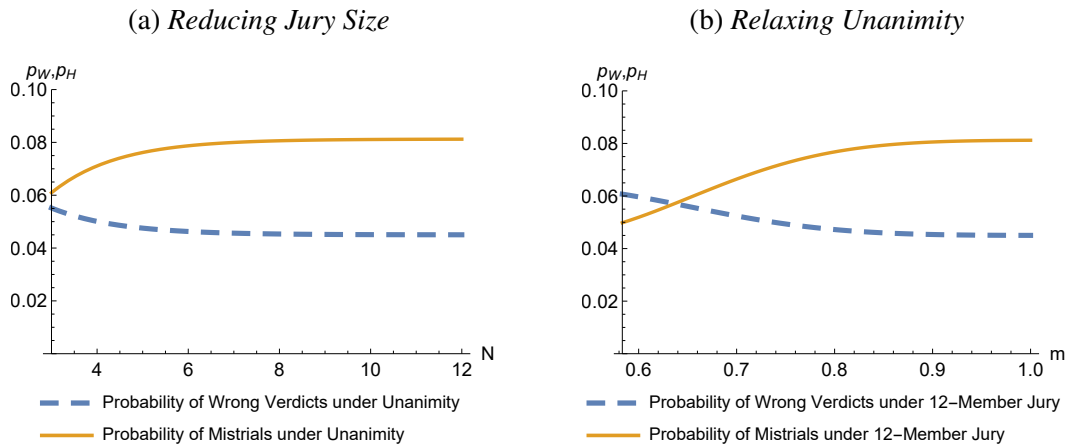 (a) Reducing Jury Size
pW,pH
0.10
0.08
0.06
0.04
0.02
4 6 8 10 12 N
Probability of Wrong Verdicts under Unanimity
Probability of Mistrials under Unanimity
(b) Relaxing Unanimity
pW,pH
0.10
0.08
0.06
0.04
0.02
0.6 0.7 0.8 0.9 1.0 m
Probability of Wrong Verdicts under 12−Member Jury
Probability of Mistrials under 12−Member Jury